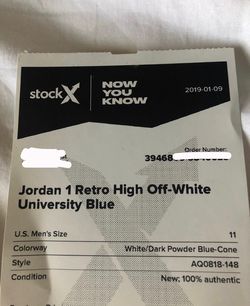 stockX
NOW YOU KNOW
2019-01-09
Order Number:
39468
Jordan 1 Retro High Off-White
University Blue
U.S. Men's Size 11
Colorway White/Dark Powder Blue-Cone
Style AQ0818-148
Condition New; 100% authentic